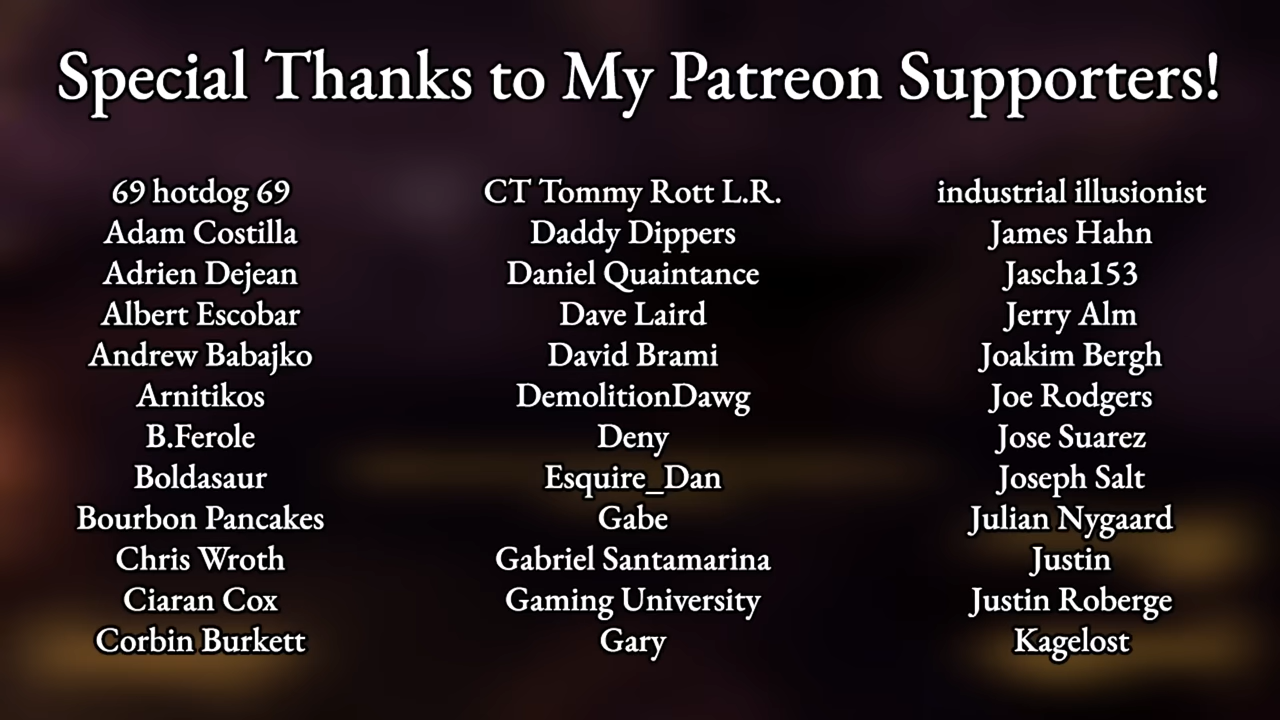 Special Thanks to My Patreon Supporters!
69 hotdog 69
Adam Costilla
Adrien Dejean
Albert Escobar
Andrew Babajko
Arnitikos
B.Ferole
Boldasaur
Bourbon Pancakes
Chris Wroth
Ciaran Cox
Corbin Burkett
CT Tommy Rott L.R.
Daddy Dippers
Daniel Quaintance
Dave Laird
David Brami
DemolitionDawg
Deny
Esquire_Dan
Gabe
Gabriel Santamarina
Gaming University
Gary
industrial illusionist
James Hahn
Jascha153
Jerry Alm
Joakim Bergh
Joe Rodgers
Jose Suarez
Joseph Salt
Julian Nygaard
Justin
Justin Roberge
Kagelost